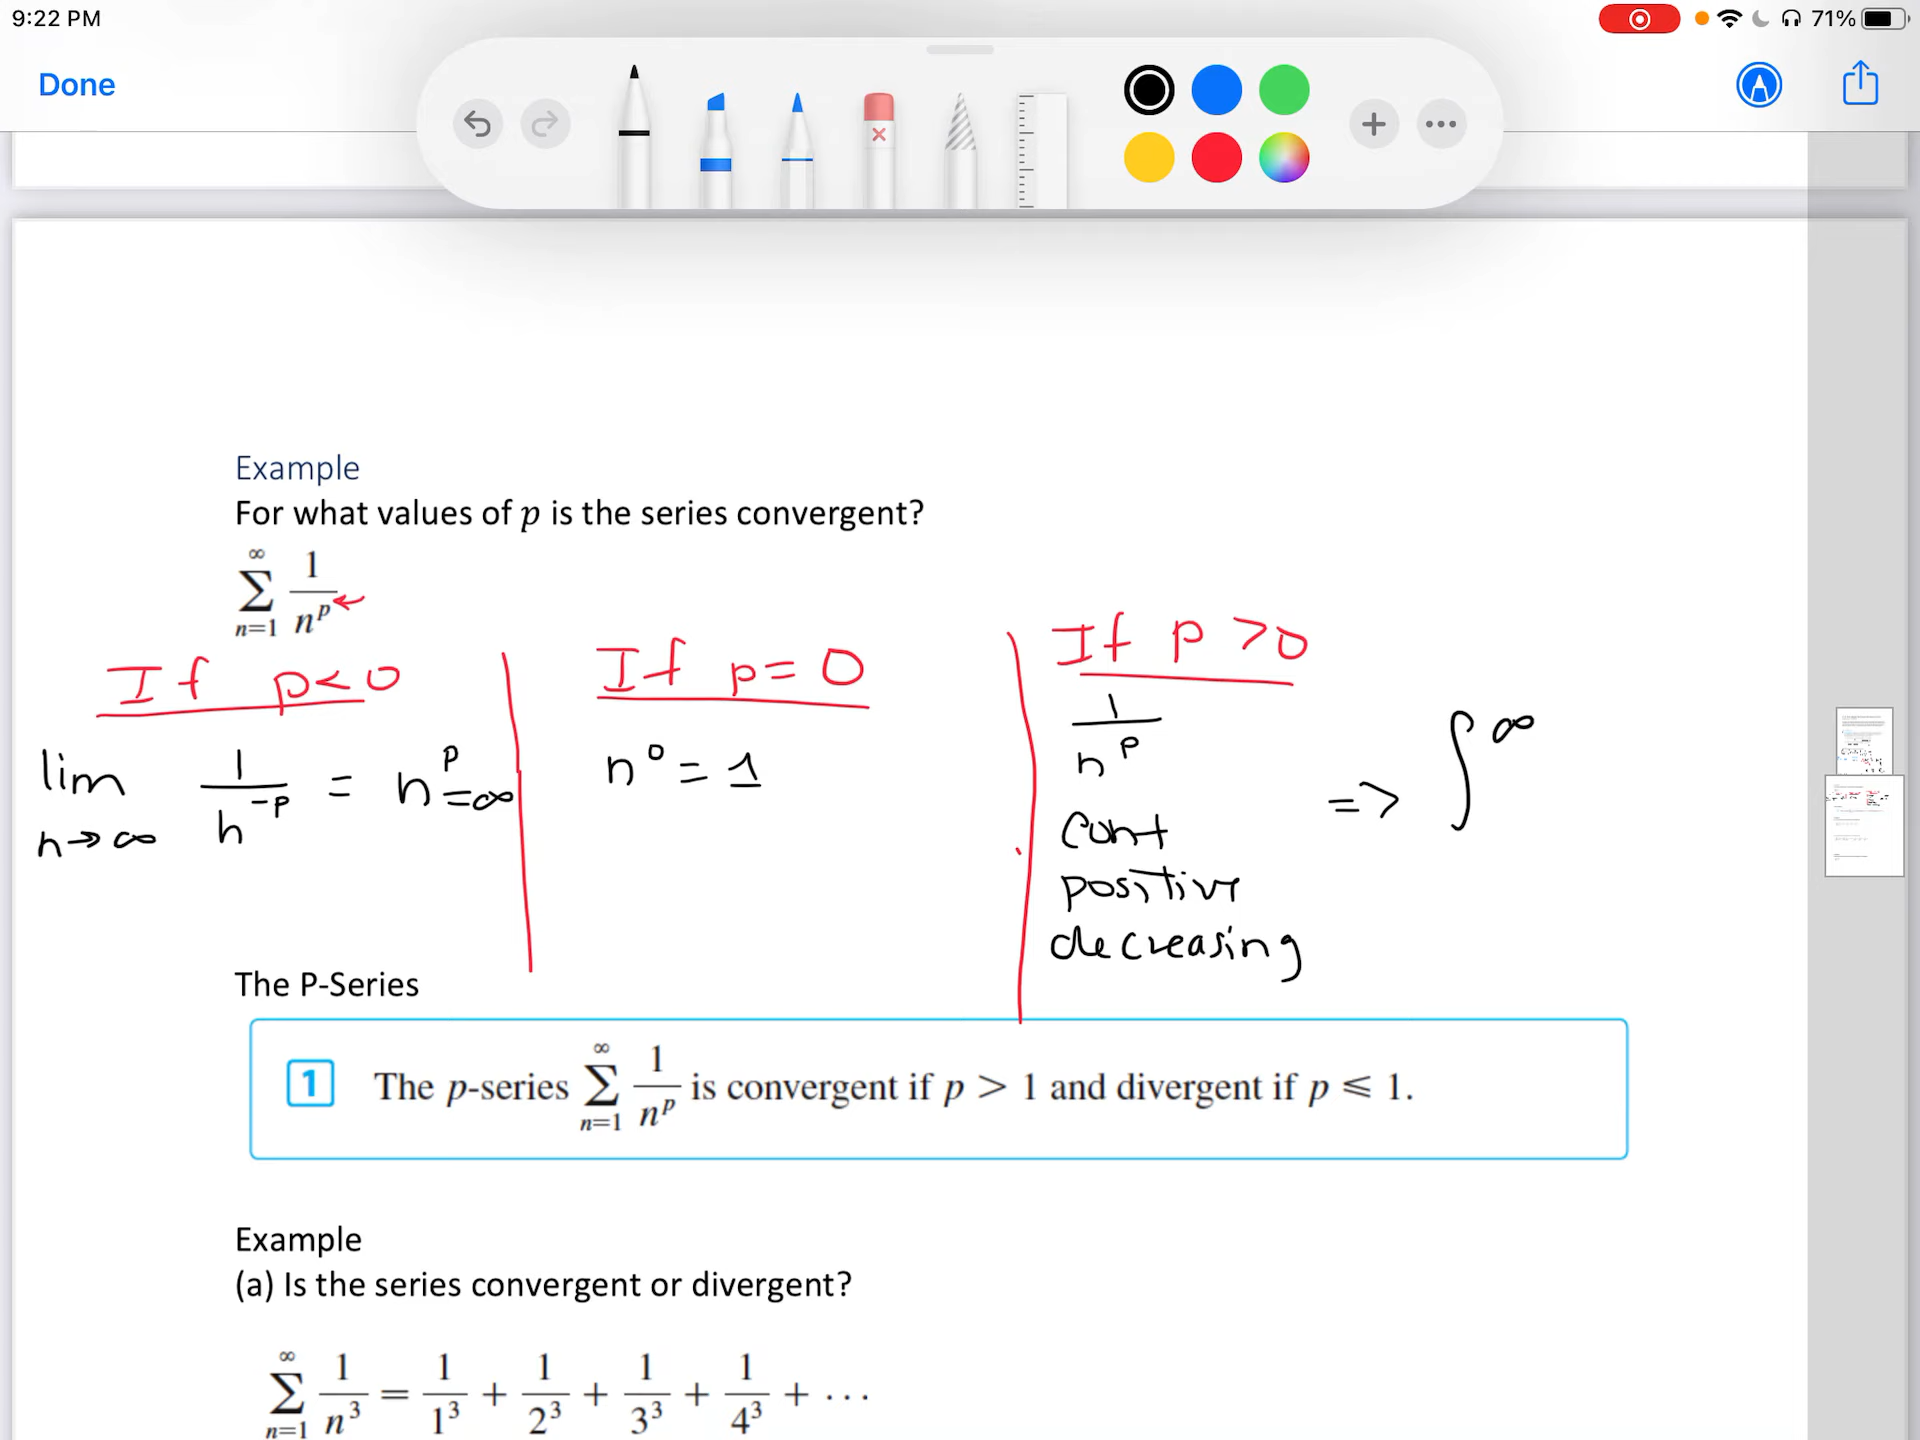 9:22 PM
71%
Done
Example
For what values of p is the series convergent?
∞
∑ 1/n^p ←
n=1
If p<0
If p=0
If p>0
lim 1/n^-p = n^p =∞
n→∞
n^0 = 1
1/n^p
cont
=> ∫^∞
positive
decreasing
The P-Series
1 The p-series ∑_{n=1}^∞ 1/n^p is convergent if p > 1 and divergent if p ⩽ 1.
Example
(a) Is the series convergent or divergent?
∑_{n=1}^∞ 1/n^3 = 1/1^3 + 1/2^3 + 1/3^3 + 1/4^3 + ···